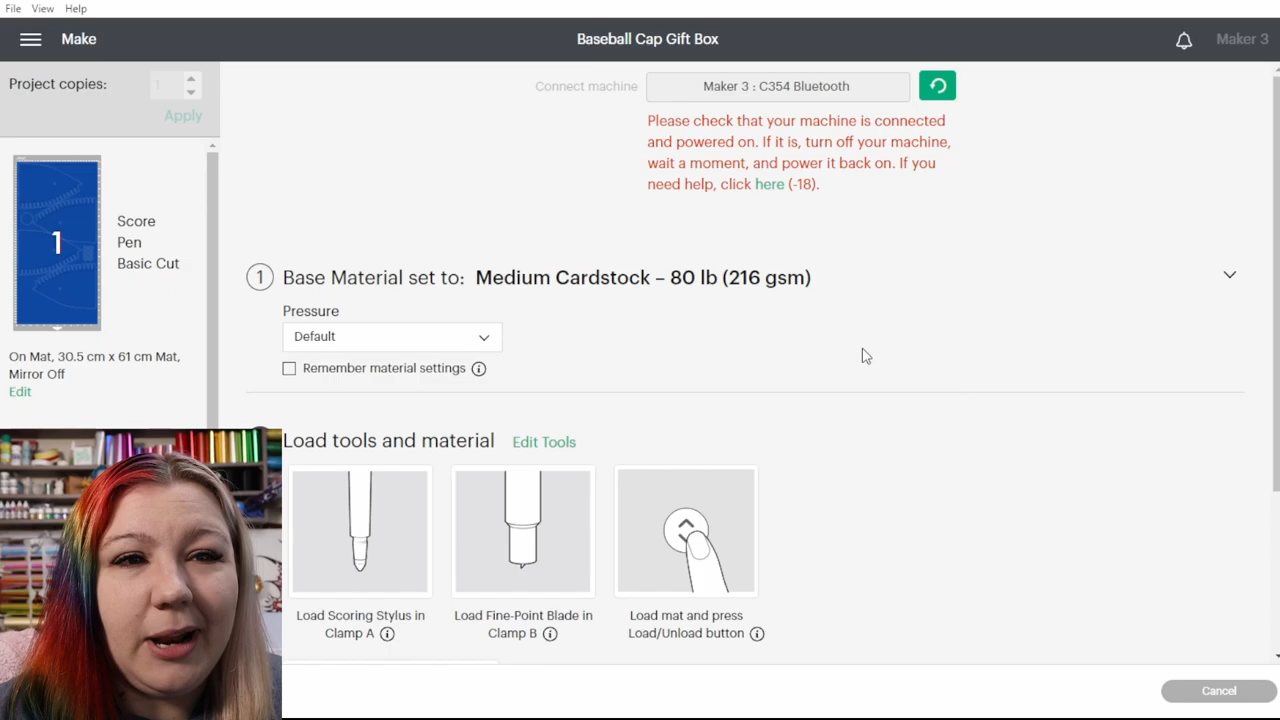 File View Help
Make
Baseball Cap Gift Box
Maker 3
Project copies:
1
Apply
Connect machine
Maker 3 : C354 Bluetooth
Please check that your machine is connected
and powered on. If it is, turn off your machine,
wait a moment, and power it back on. If you
need help, click here (-18).
1
Score
Pen
Basic Cut
On Mat, 30.5 cm x 61 cm Mat,
Mirror Off
Edit
1 Base Material set to: Medium Cardstock – 80 lb (216 gsm)
Pressure
Default
Remember material settings
Load tools and material Edit Tools
Load Scoring Stylus in
Clamp A
Load Fine-Point Blade in
Clamp B
Load mat and press
Load/Unload button
Cancel